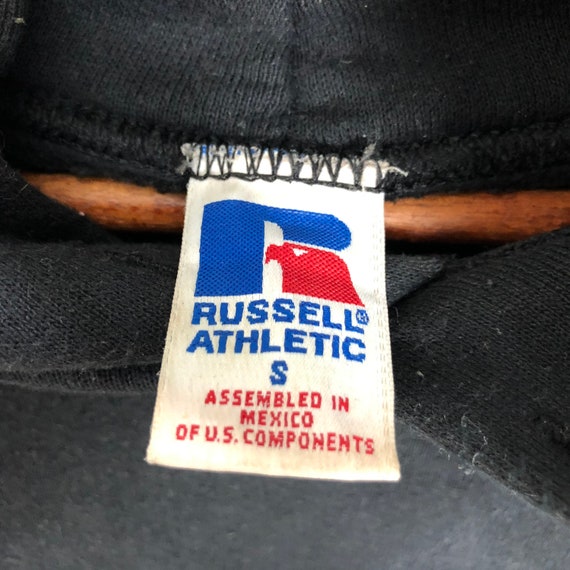 RUSSELL®
ATHLETIC
S
ASSEMBLED IN
MEXICO
OF U.S. COMPONENTS